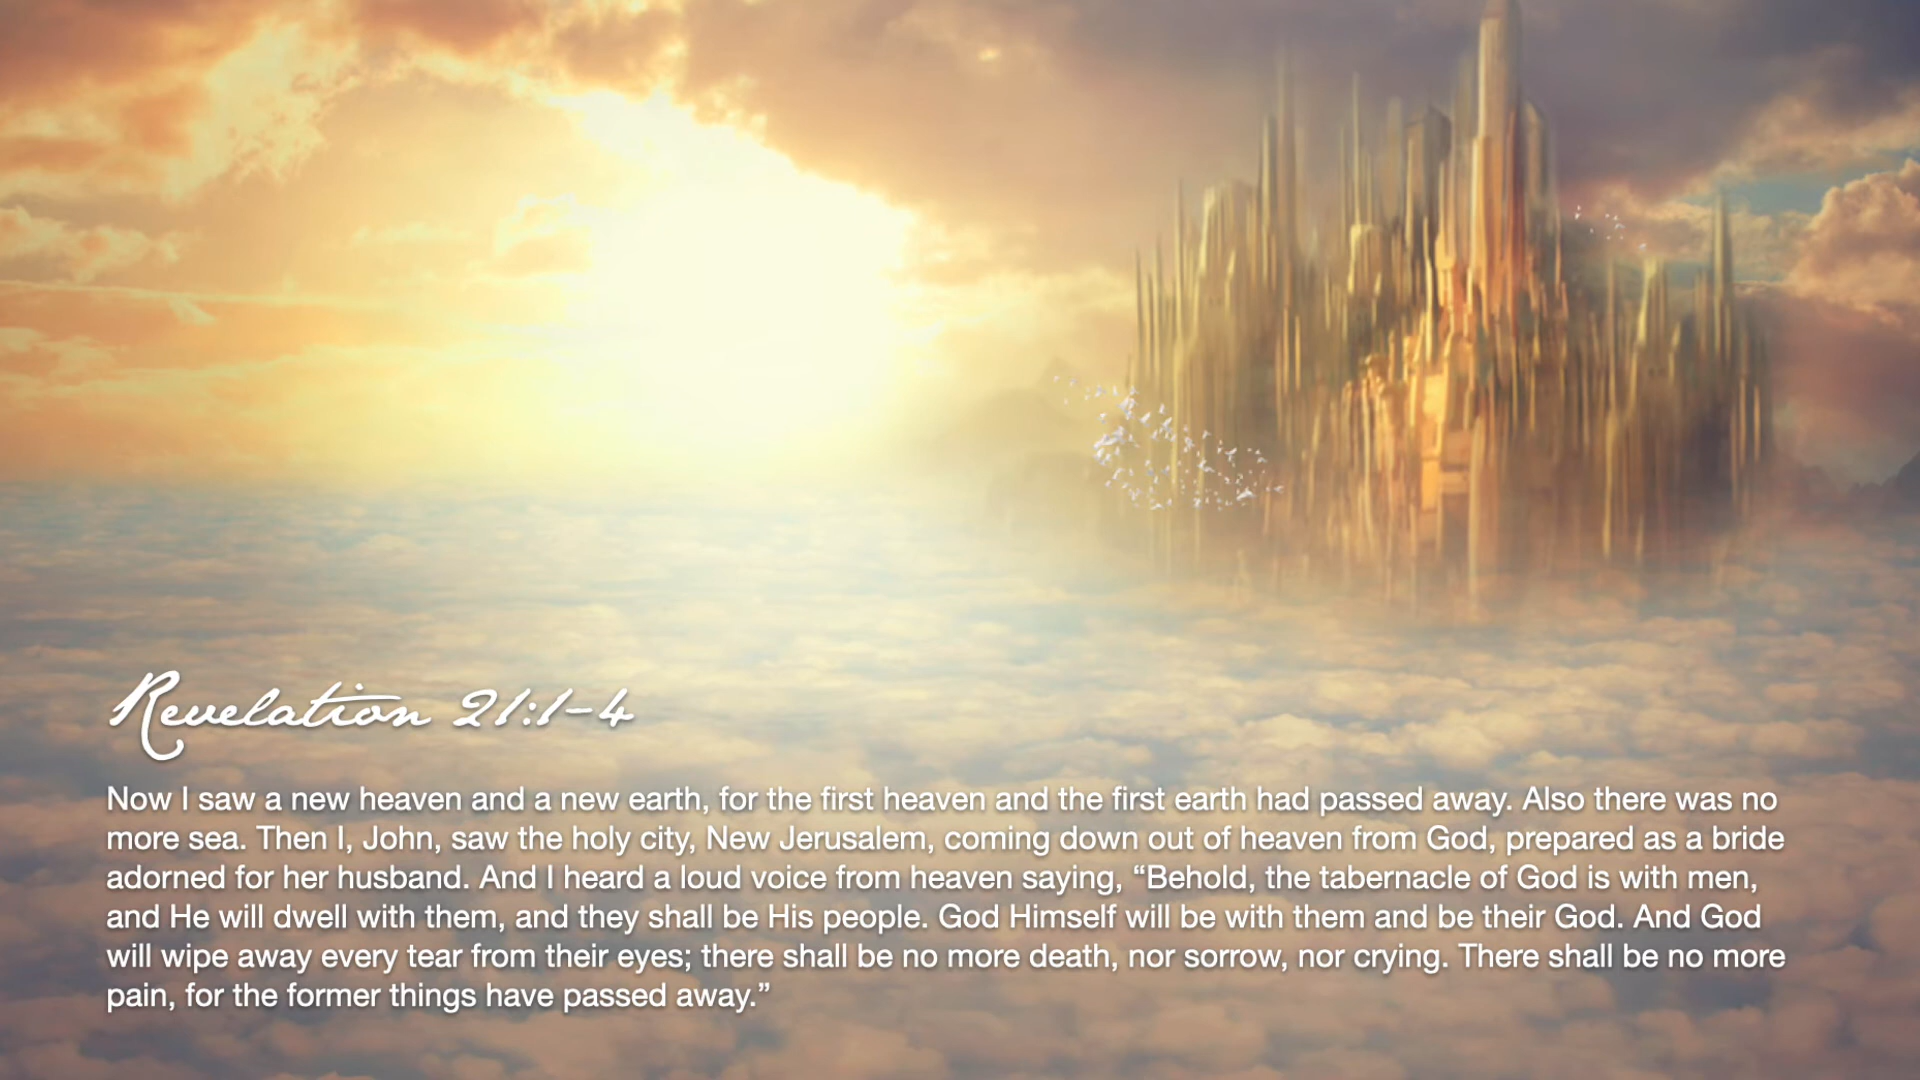 Revelation 21:1-4
Now I saw a new heaven and a new earth, for the first heaven and the first earth had passed away. Also there was no
more sea. Then I, John, saw the holy city, New Jerusalem, coming down out of heaven from God, prepared as a bride
adorned for her husband. And I heard a loud voice from heaven saying, “Behold, the tabernacle of God is with men,
and He will dwell with them, and they shall be His people. God Himself will be with them and be their God. And God
will wipe away every tear from their eyes; there shall be no more death, nor sorrow, nor crying. There shall be no more
pain, for the former things have passed away.”